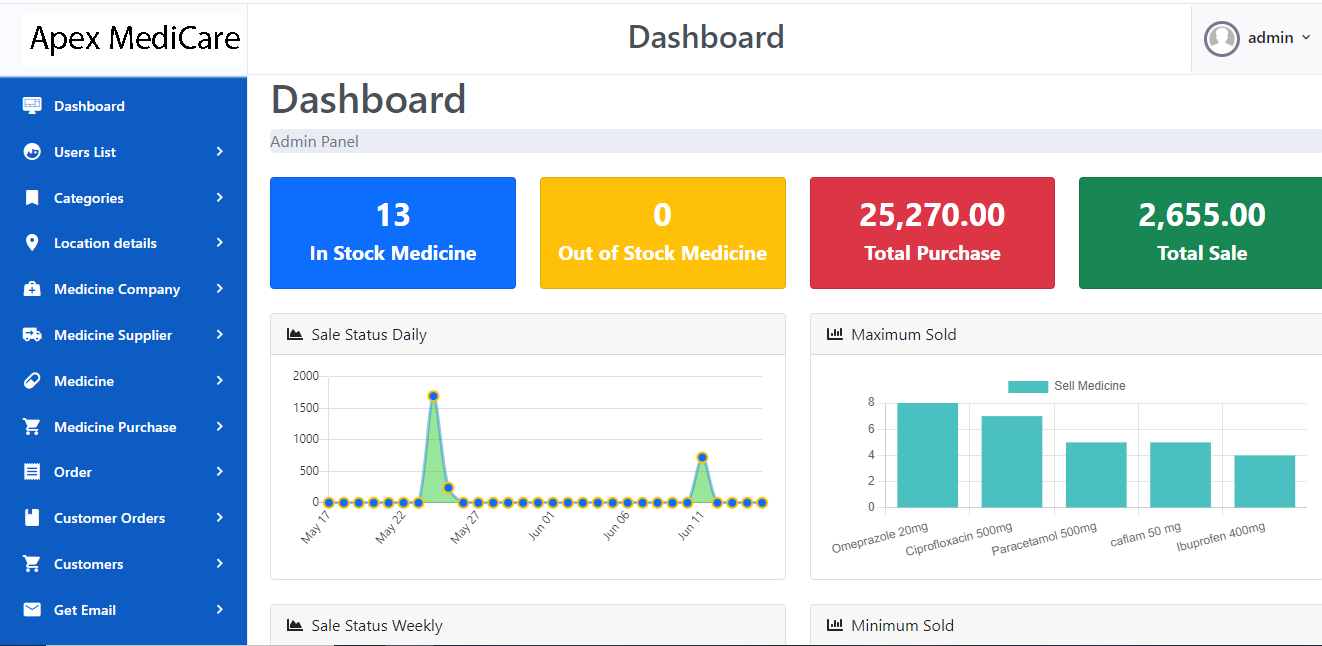 Apex MediCare
Dashboard
admin
Dashboard
Users List
Categories
Location details
Medicine Company
Medicine Supplier
Medicine
Medicine Purchase
Order
Customer Orders
Customers
Get Email
Dashboard
Admin Panel
13
In Stock Medicine
0
Out of Stock Medicine
25,270.00
Total Purchase
2,655.00
Total Sale
Sale Status Daily
2000
1500
1000
500
0
May 17
May 22
May 27
Jun 01
Jun 06
Jun 11
Maximum Sold
Sell Medicine
8
6
4
2
0
Omeprazole 20mg
Ciprofloxacin 500mg
Paracetamol 500mg
caflam 50 mg
Ibuprofen 400mg
Sale Status Weekly
Minimum Sold